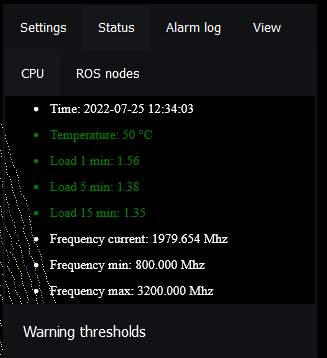 Settings Status Alarm log View
CPU ROS nodes
Time: 2022-07-25 12:34:03
Temperature: 50 °C
Load 1 min: 1.56
Load 5 min: 1.38
Load 15 min: 1.35
Frequency current: 1979.654 Mhz
Frequency min: 800.000 Mhz
Frequency max: 3200.000 Mhz
Warning thresholds